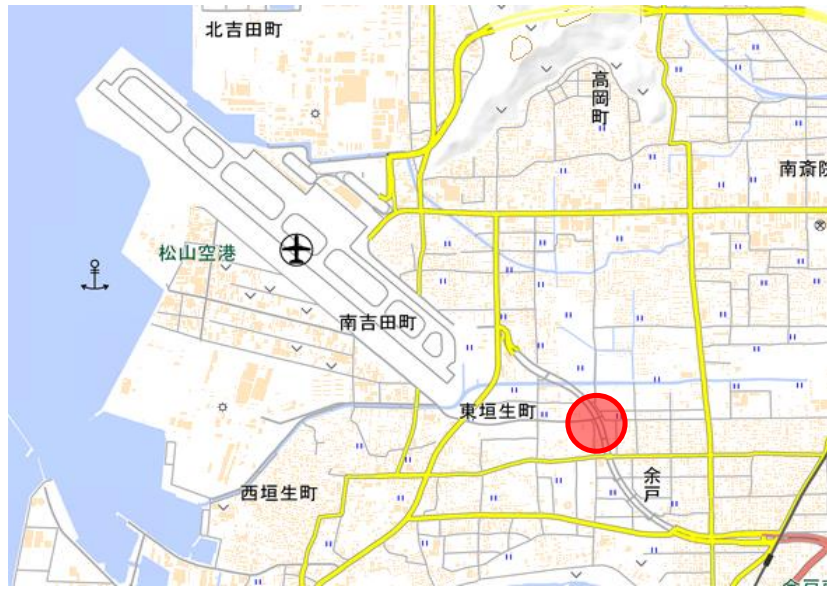 北吉田町
高岡町
南斎院
松山空港
南吉田町
東垣生町
余戸
西垣生町